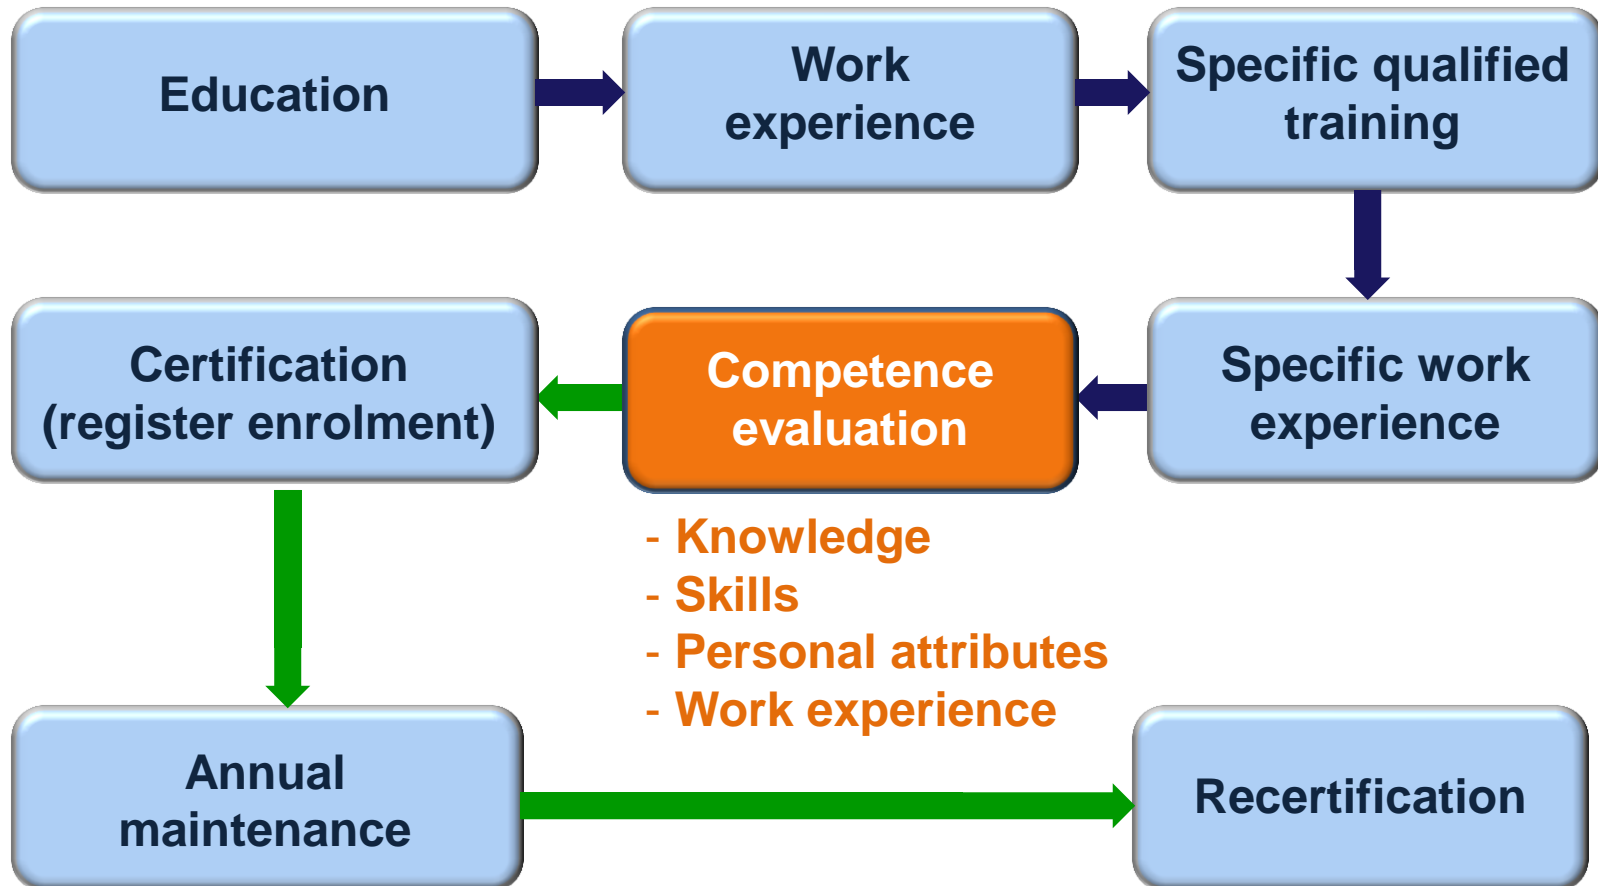 Education
Work
experience
Specific qualified
training
Certification
(register enrolment)
Competence
evaluation
Specific work
experience
- Knowledge
- Skills
- Personal attributes
- Work experience
Annual
maintenance
Recertification